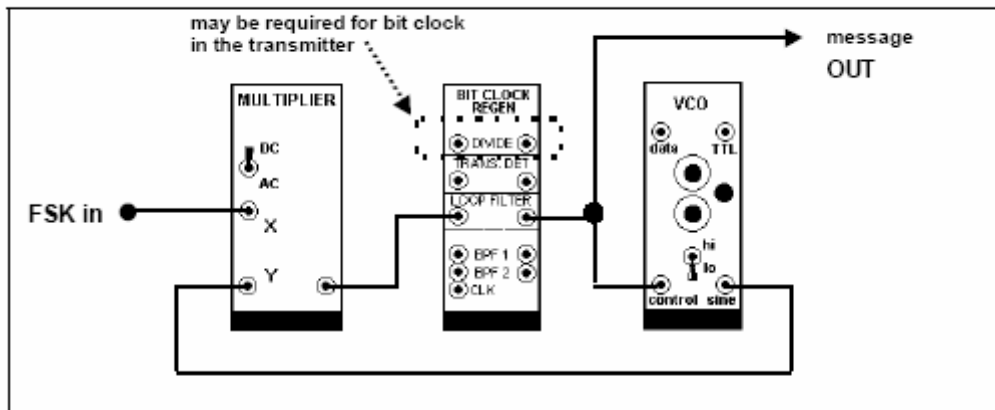 may be required for bit clock
in the transmitter
message
OUT
MULTIPLIER
DC
AC
X
Y
FSK in
BIT CLOCK
REGEN
DIVIDE
TRANS. DET
LOOP FILTER
BPF 1
BPF 2
CLK
VCO
data
TTL
hi
lo
control
sine